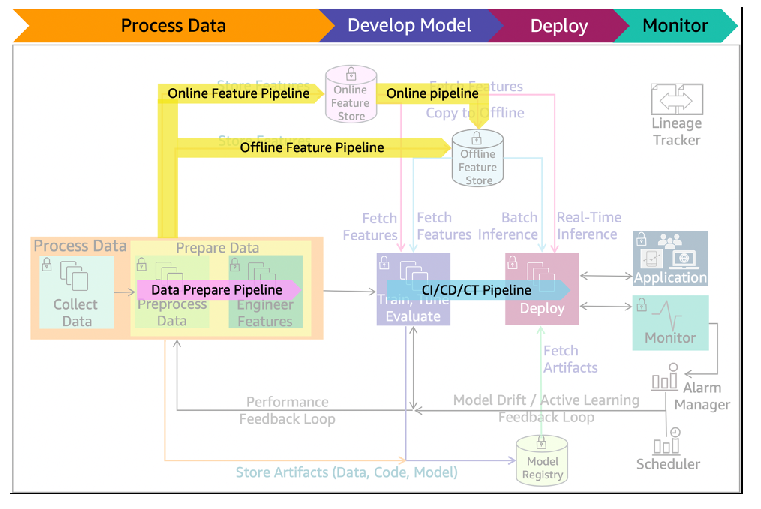 Process Data
Develop Model
Deploy
Monitor
Store Features
Fetch Features
Online Feature Pipeline
Online
Feature
Store
Online pipeline
Copy to Offline
Store Features
Offline Feature Pipeline
Offline
Feature
Store
Lineage
Tracker
Fetch
Features
Fetch
Features
Batch
Inference
Real-Time
Inference
Process Data
Prepare Data
Collect
Data
Data Prepare Pipeline
Preprocess
Data
Engineer
Features
CI/CD/CT Pipeline
Train, Tune
Evaluate
Deploy
Application
Monitor
Fetch
Artifacts
Alarm
Manager
Performance
Feedback Loop
Model Drift / Active Learning
Feedback Loop
Scheduler
Store Artifacts (Data, Code, Model)
Model
Registry